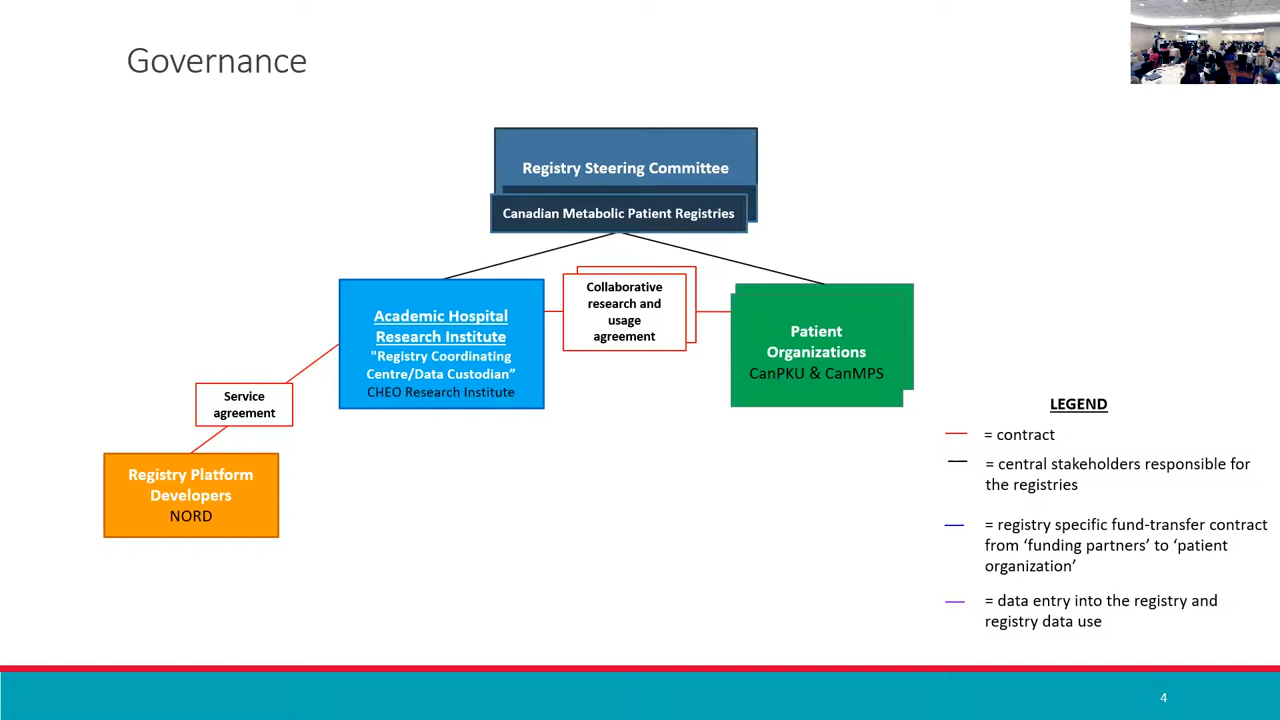 Governance
Registry Steering Committee
Canadian Metabolic Patient Registries
Collaborative
research and
usage
agreement
Academic Hospital
Research Institute
"Registry Coordinating
Centre/Data Custodian”
CHEO Research Institute
Patient
Organizations
CanPKU & CanMPS
Service
agreement
Registry Platform
Developers
NORD
LEGEND
= contract
= central stakeholders responsible for
the registries
= registry specific fund-transfer contract
from ‘funding partners’ to ‘patient
organization’
= data entry into the registry and
registry data use
4